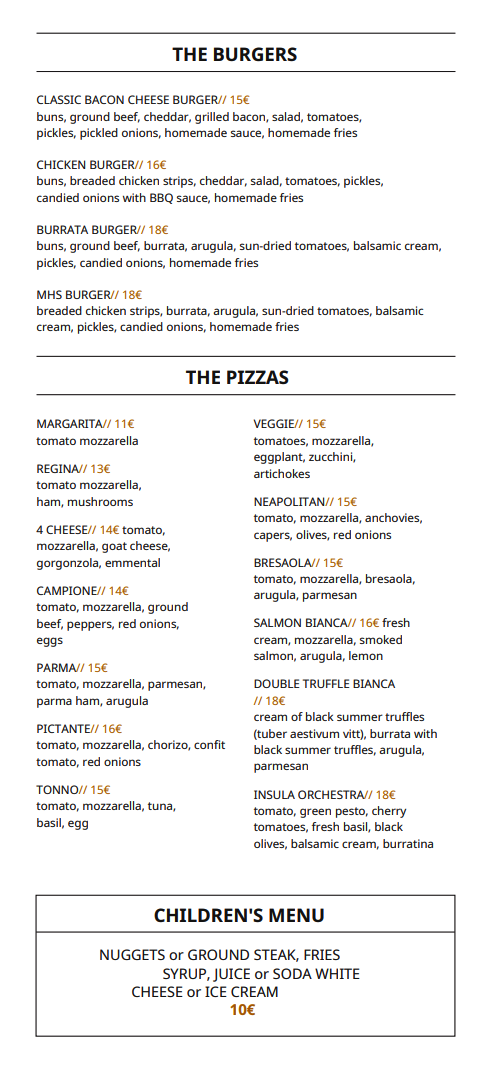 THE BURGERS
CLASSIC BACON CHEESE BURGER// 15€
buns, ground beef, cheddar, grilled bacon, salad, tomatoes,
pickles, pickled onions, homemade sauce, homemade fries
CHICKEN BURGER// 16€
buns, breaded chicken strips, cheddar, salad, tomatoes, pickles,
candied onions with BBQ sauce, homemade fries
BURRATA BURGER// 18€
buns, ground beef, burrata, arugula, sun-dried tomatoes, balsamic cream,
pickles, candied onions, homemade fries
MHS BURGER// 18€
breaded chicken strips, burrata, arugula, sun-dried tomatoes, balsamic
cream, pickles, candied onions, homemade fries
THE PIZZAS
MARGARITA// 11€
tomato mozzarella
REGINA// 13€
tomato mozzarella,
ham, mushrooms
4 CHEESE// 14€ tomato,
mozzarella, goat cheese,
gorgonzola, emmental
CAMPIONE// 14€
tomato, mozzarella, ground
beef, peppers, red onions,
eggs
PARMA// 15€
tomato, mozzarella, parmesan,
parma ham, arugula
PICTANTE// 16€
tomato, mozzarella, chorizo, confit
tomato, red onions
TONNO// 15€
tomato, mozzarella, tuna,
basil, egg
VEGGIE// 15€
tomatoes, mozzarella,
eggplant, zucchini,
artichokes
NEAPOLITAN// 15€
tomato, mozzarella, anchovies,
capers, olives, red onions
BRESAOLA// 15€
tomato, mozzarella, bresaola,
arugula, parmesan
SALMON BIANCA// 16€ fresh
cream, mozzarella, smoked
salmon, arugula, lemon
DOUBLE TRUFFLE BIANCA
// 18€
cream of black summer truffles
(tuber aestivum vitt), burrata with
black summer truffles, arugula,
parmesan
INSULA ORCHESTRA// 18€
tomato, green pesto, cherry
tomatoes, fresh basil, black
olives, balsamic cream, burratina
CHILDREN'S MENU
NUGGETS or GROUND STEAK, FRIES
SYRUP, JUICE or SODA WHITE
CHEESE or ICE CREAM
10€